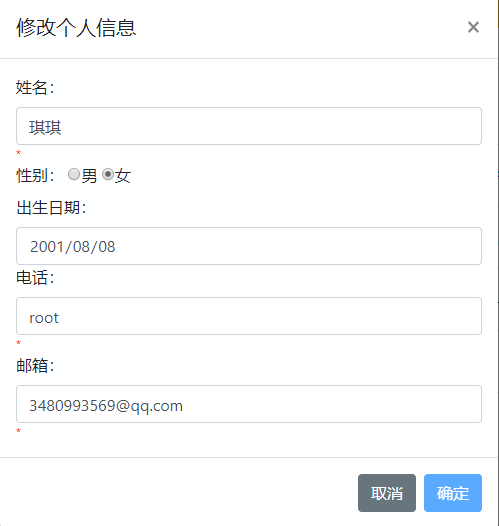 修改个人信息 ×
姓名：
琪琪
*
性别： 男 女
出生日期：
2001/08/08
电话：
root
*
邮箱：
3480993569@qq.com
*
取消 确定